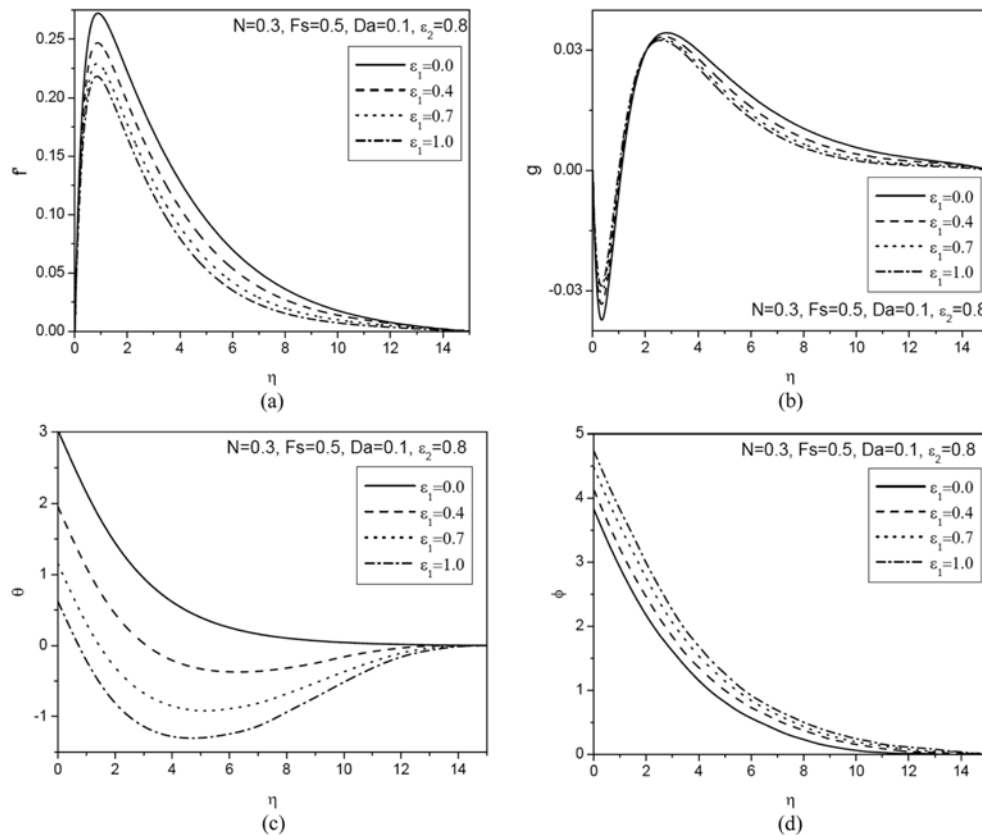 N=0.3, Fs=0.5, Da=0.1, ε₂=0.8
ε₁=0.0
ε₁=0.4
ε₁=0.7
ε₁=1.0
f'
0.25
0.20
0.15
0.10
0.05
0.00
0 2 4 6 8 10 12 14
η
(a)
g
0.03
0.00
-0.03
ε₁=0.0
ε₁=0.4
ε₁=0.7
ε₁=1.0
N=0.3, Fs=0.5, Da=0.1, ε₂=0.8
0 2 4 6 8 10 12 14
η
(b)
N=0.3, Fs=0.5, Da=0.1, ε₂=0.8
ε₁=0.0
ε₁=0.4
ε₁=0.7
ε₁=1.0
θ
3
2
1
0
-1
0 2 4 6 8 10 12 14
η
(c)
N=0.3, Fs=0.5, Da=0.1, ε₂=0.8
ε₁=0.0
ε₁=0.4
ε₁=0.7
ε₁=1.0
ϕ
5
4
3
2
1
0
0 2 4 6 8 10 12 14
η
(d)